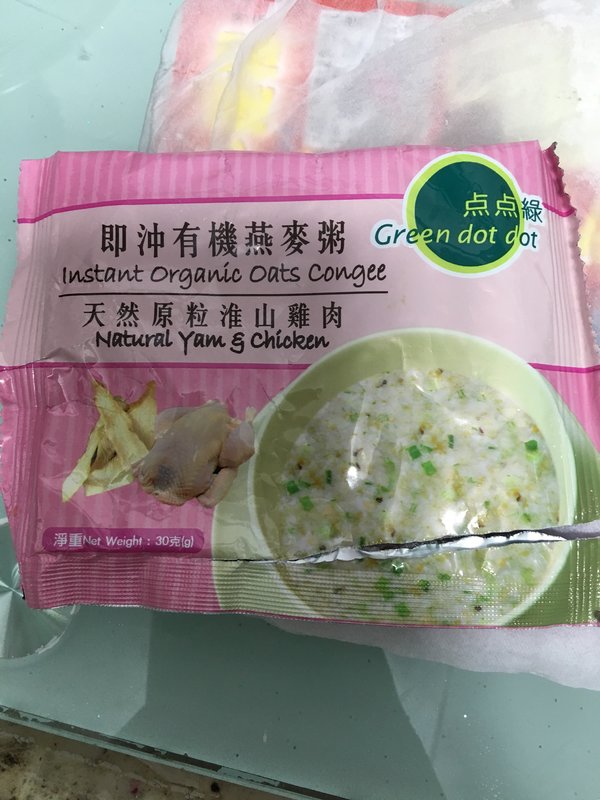 点点綠
Green dot dot
即沖有機燕麥粥
Instant Organic Oats Congee
天然原粒淮山雞肉
Natural Yam & Chicken
淨重Net Weight：30克(g)